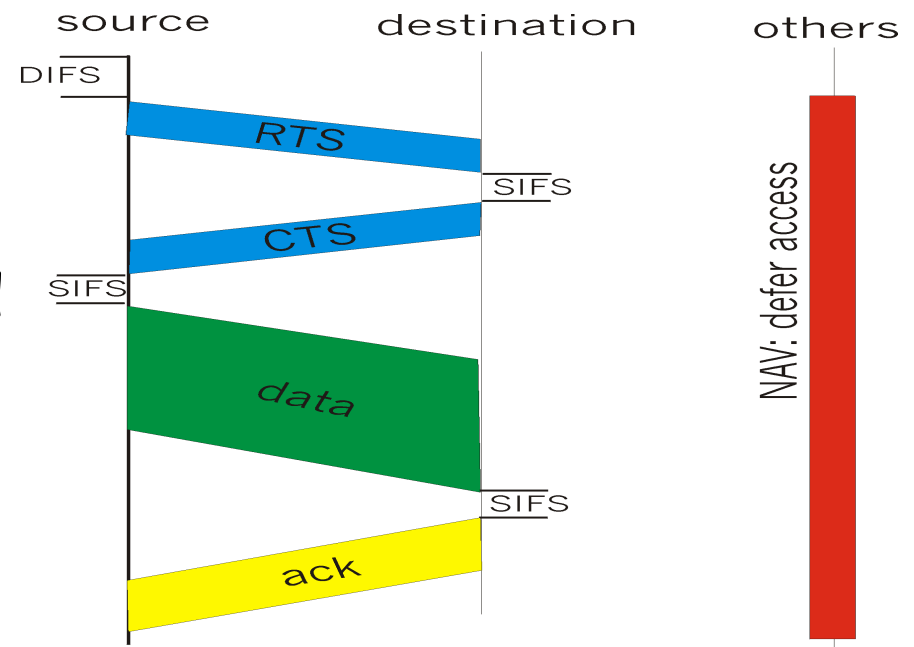 source
destination
others
DIFS
RTS
SIFS
CTS
SIFS
data
SIFS
ack
NAV: defer access